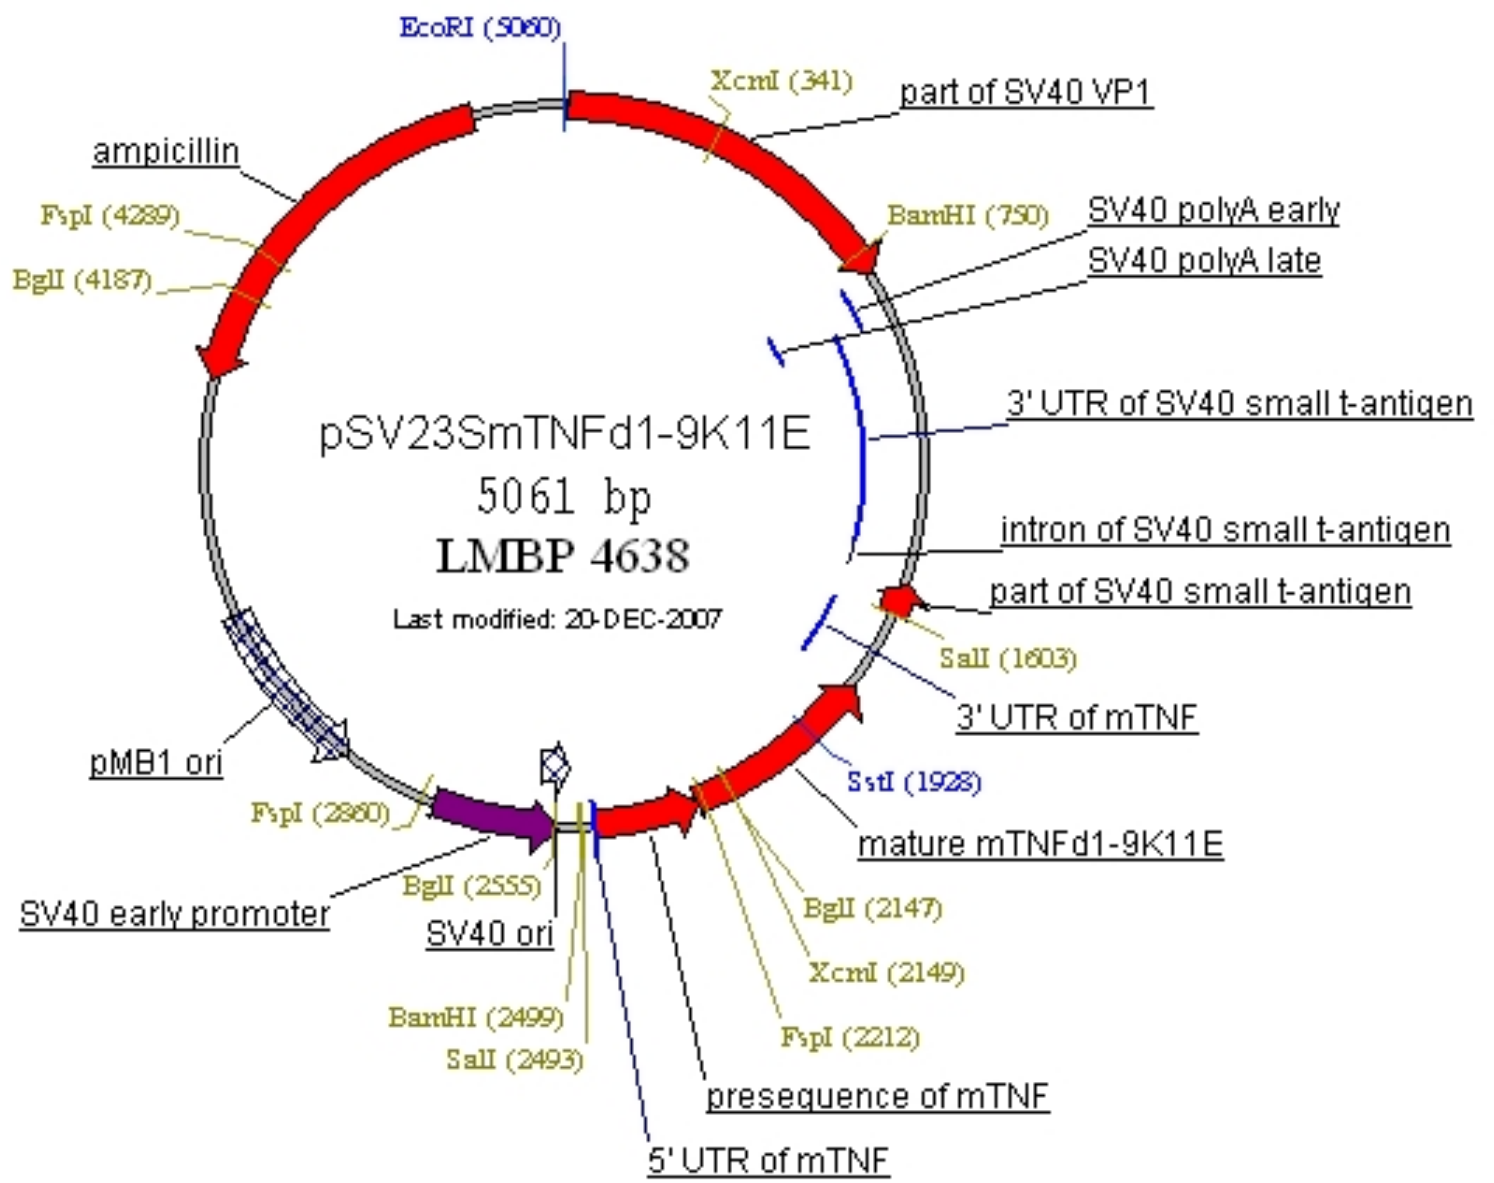 EcoRI (5060)
XcmI (341)
part of SV40 VP1
ampicillin
FspI (4289)
BglI (4187)
BamHI (750)
SV40 polyA early
SV40 polyA late
3' UTR of SV40 small t-antigen
pSV23SmTNFd1-9K11E
5061 bp
LMBP 4638
Last modified: 20-DEC-2007
intron of SV40 small t-antigen
part of SV40 small t-antigen
SalI (1603)
3' UTR of mTNF
pMB1 ori
SstI (1928)
FspI (2860)
mature mTNFd1-9K11E
BglI (2555)
SV40 early promoter
SV40 ori
BglI (2147)
XcmI (2149)
BamHI (2499)
SalI (2493)
FspI (2212)
presequence of mTNF
5' UTR of mTNF